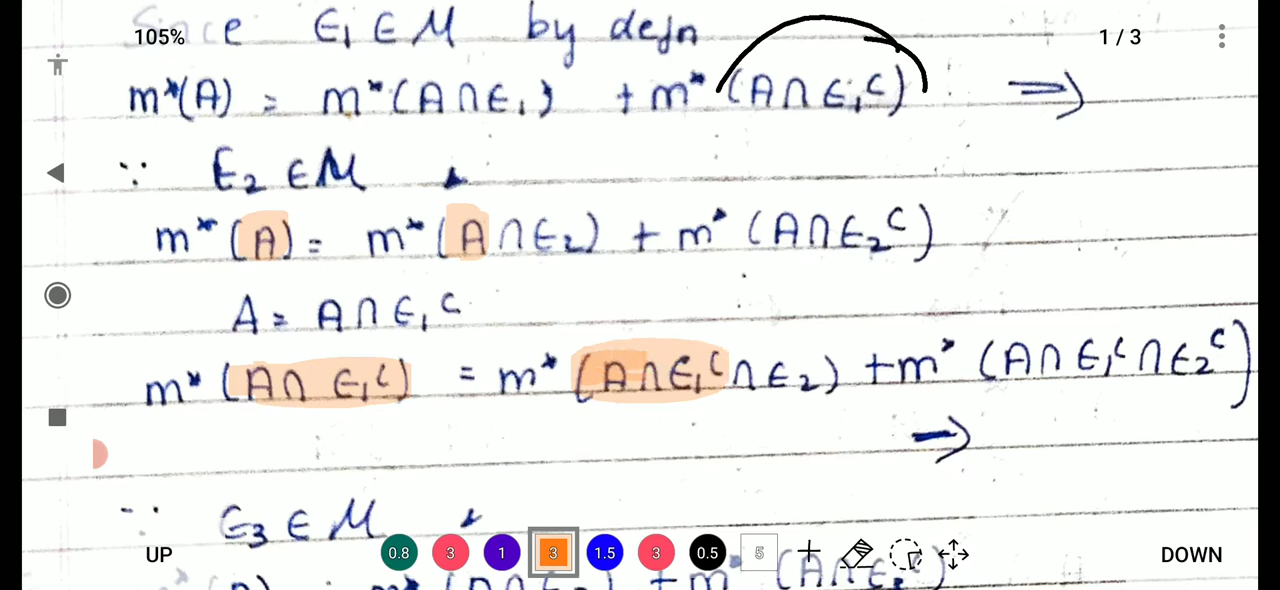 Since E₁ ∈ M by defn
105%
1 / 3
m*(A) = m*(A∩E₁) + m*(A∩E₁ᶜ) ⇒
∵ E₂ ∈ M
m*(A) = m*(A∩E₂) + m*(A∩E₂ᶜ)
A = A∩E₁ᶜ
m*(A∩E₁ᶜ) = m*(A∩E₁ᶜ∩E₂) + m*(A∩E₁ᶜ∩E₂ᶜ)
⇒
∵ E₃ ∈ M
UP 0.8 3 1 3 1.5 3 0.5 5 DOWN